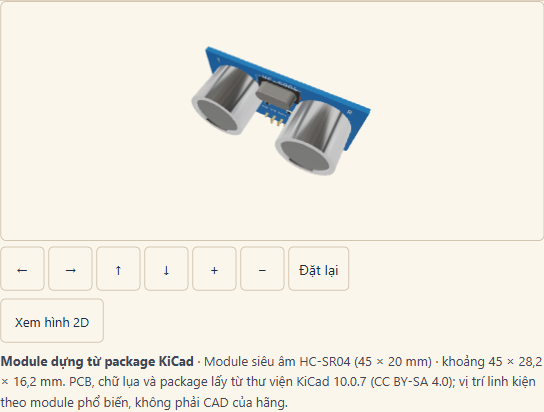 ←
→
↑
↓
+
−
Đặt lại
Xem hình 2D
Module dựng từ package KiCad · Module siêu âm HC-SR04 (45 × 20 mm) · khoảng 45 × 28,2
× 16,2 mm. PCB, chữ lụa và package lấy từ thư viện KiCad 10.0.7 (CC BY-SA 4.0); vị trí linh kiện
theo module phổ biến, không phải CAD của hãng.